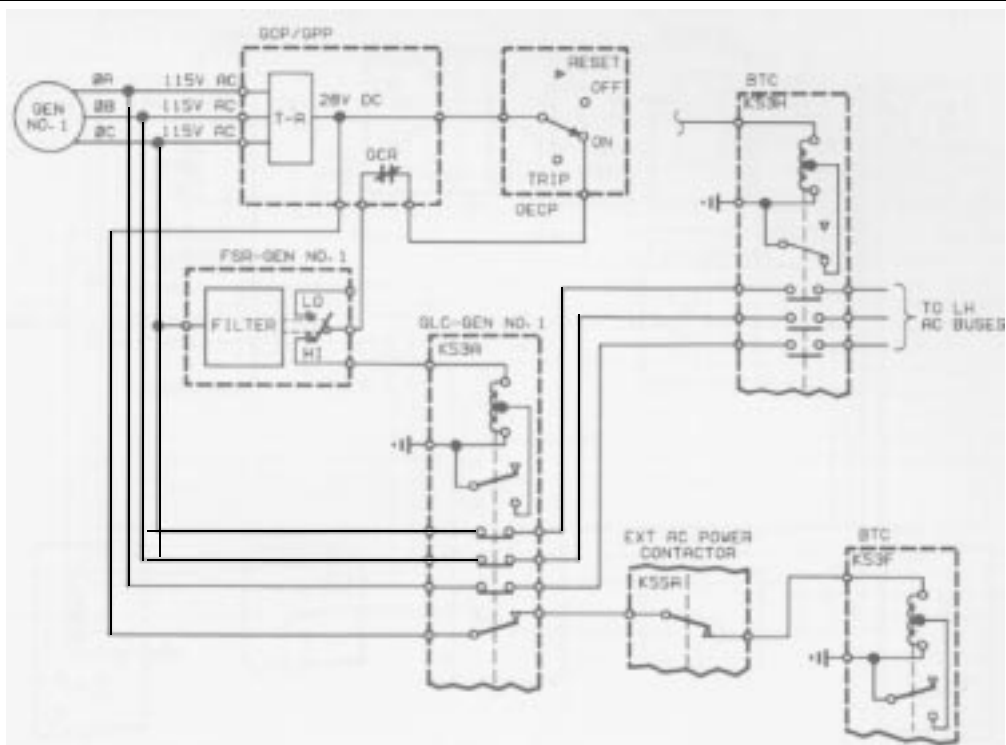 GCP/GPP
ØA 115V AC
GEN NO.1
ØB 115V AC
ØC 115V AC
T-R
28V DC
GCR
RESET
OFF
ON
TRIP
GECP
BTC
K53H
TO LH
AC BUSES
FSR-GEN NO.1
FILTER
LO
HI
GLC-GEN NO.1
K53A
EXT AC POWER
CONTACTOR
K55A
BTC
K53F